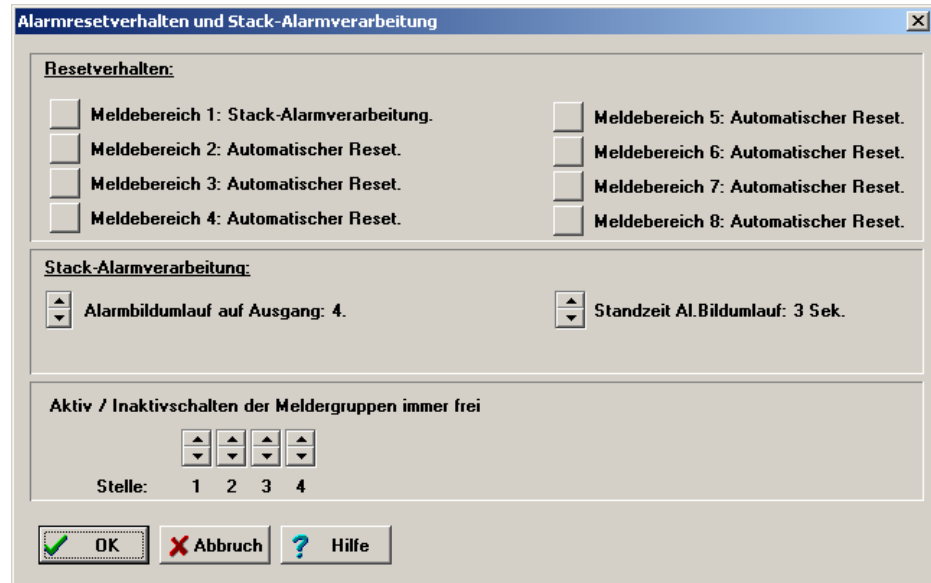 Alarmresetverhalten und Stack-Alarmverarbeitung
Resetverhalten:
Meldebereich 1: Stack-Alarmverarbeitung.
Meldebereich 2: Automatischer Reset.
Meldebereich 3: Automatischer Reset.
Meldebereich 4: Automatischer Reset.
Meldebereich 5: Automatischer Reset.
Meldebereich 6: Automatischer Reset.
Meldebereich 7: Automatischer Reset.
Meldebereich 8: Automatischer Reset.
Stack-Alarmverarbeitung:
Alarmbildumlauf auf Ausgang: 4.
Standzeit Al.Bildumlauf: 3 Sek.
Aktiv / Inaktivschalten der Meldergruppen immer frei
Stelle: 1 2 3 4
OK Abbruch Hilfe